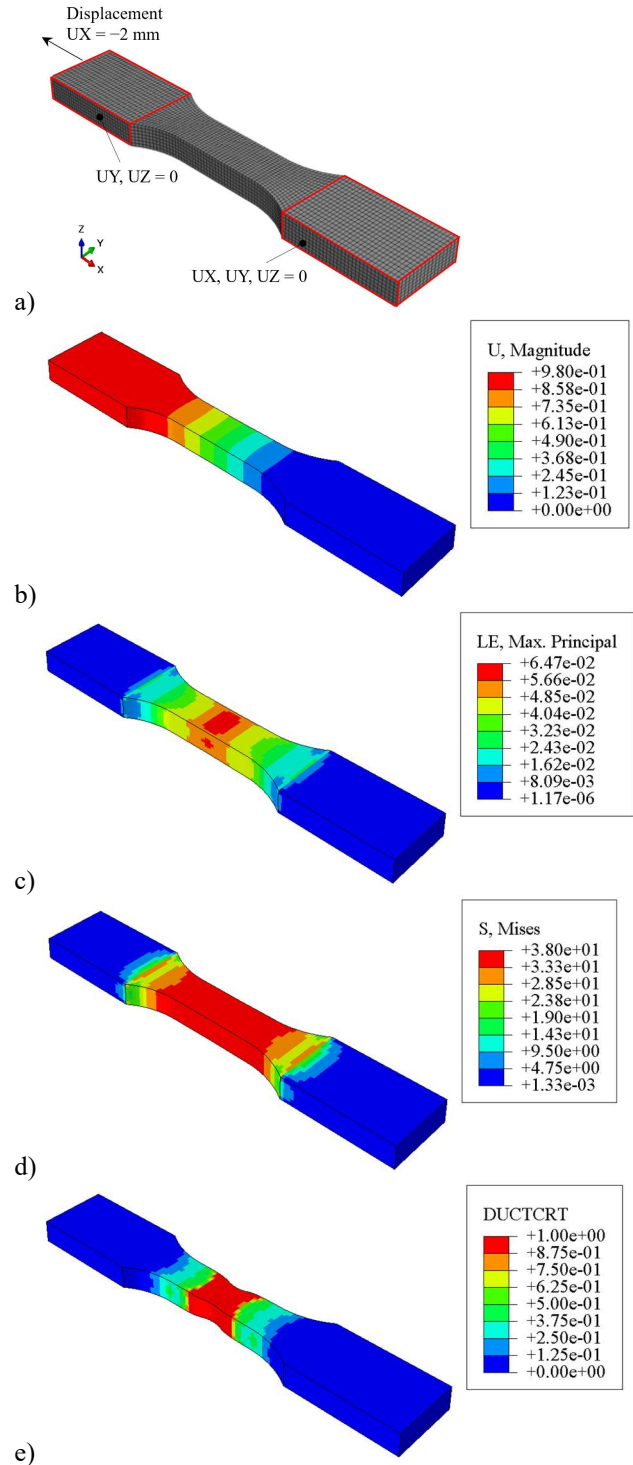 Displacement
UX = −2 mm
UY, UZ = 0
Z
Y
X
UX, UY, UZ = 0
a)
U, Magnitude
+9.80e-01
+8.58e-01
+7.35e-01
+6.13e-01
+4.90e-01
+3.68e-01
+2.45e-01
+1.23e-01
+0.00e+00
b)
LE, Max. Principal
+6.47e-02
+5.66e-02
+4.85e-02
+4.04e-02
+3.23e-02
+2.43e-02
+1.62e-02
+8.09e-03
+1.17e-06
c)
S, Mises
+3.80e+01
+3.33e+01
+2.85e+01
+2.38e+01
+1.90e+01
+1.43e+01
+9.50e+00
+4.75e+00
+1.33e-03
d)
DUCTCRT
+1.00e+00
+8.75e-01
+7.50e-01
+6.25e-01
+5.00e-01
+3.75e-01
+2.50e-01
+1.25e-01
+0.00e+00
e)